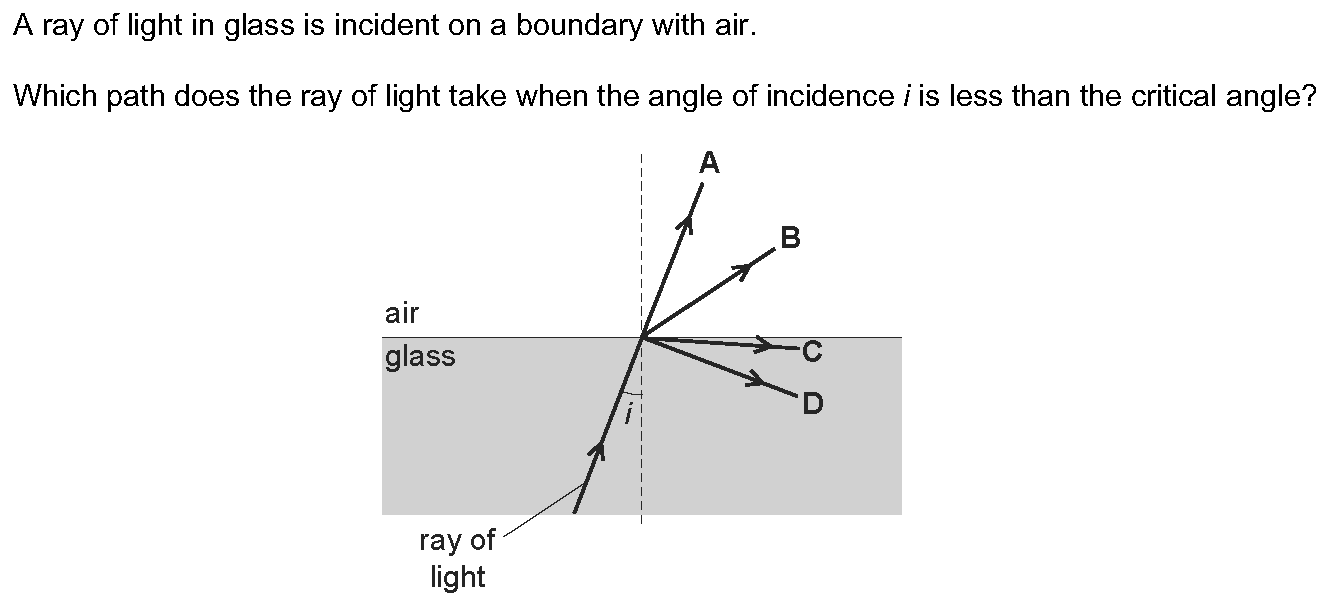 A ray of light in glass is incident on a boundary with air.
Which path does the ray of light take when the angle of incidence i is less than the critical angle?
A
B
air
glass
C
D
i
ray of
light